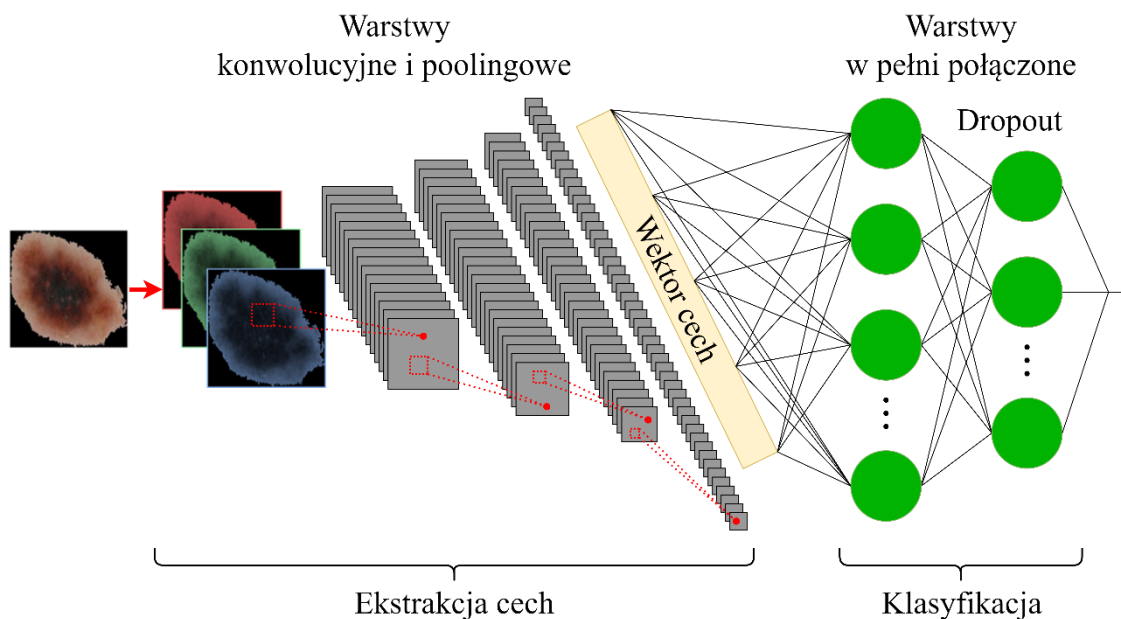 Warstwy
konwolucyjne i poolingowe
Warstwy
w pełni połączone
Dropout
Wektor cech
Ekstrakcja cech
Klasyfikacja